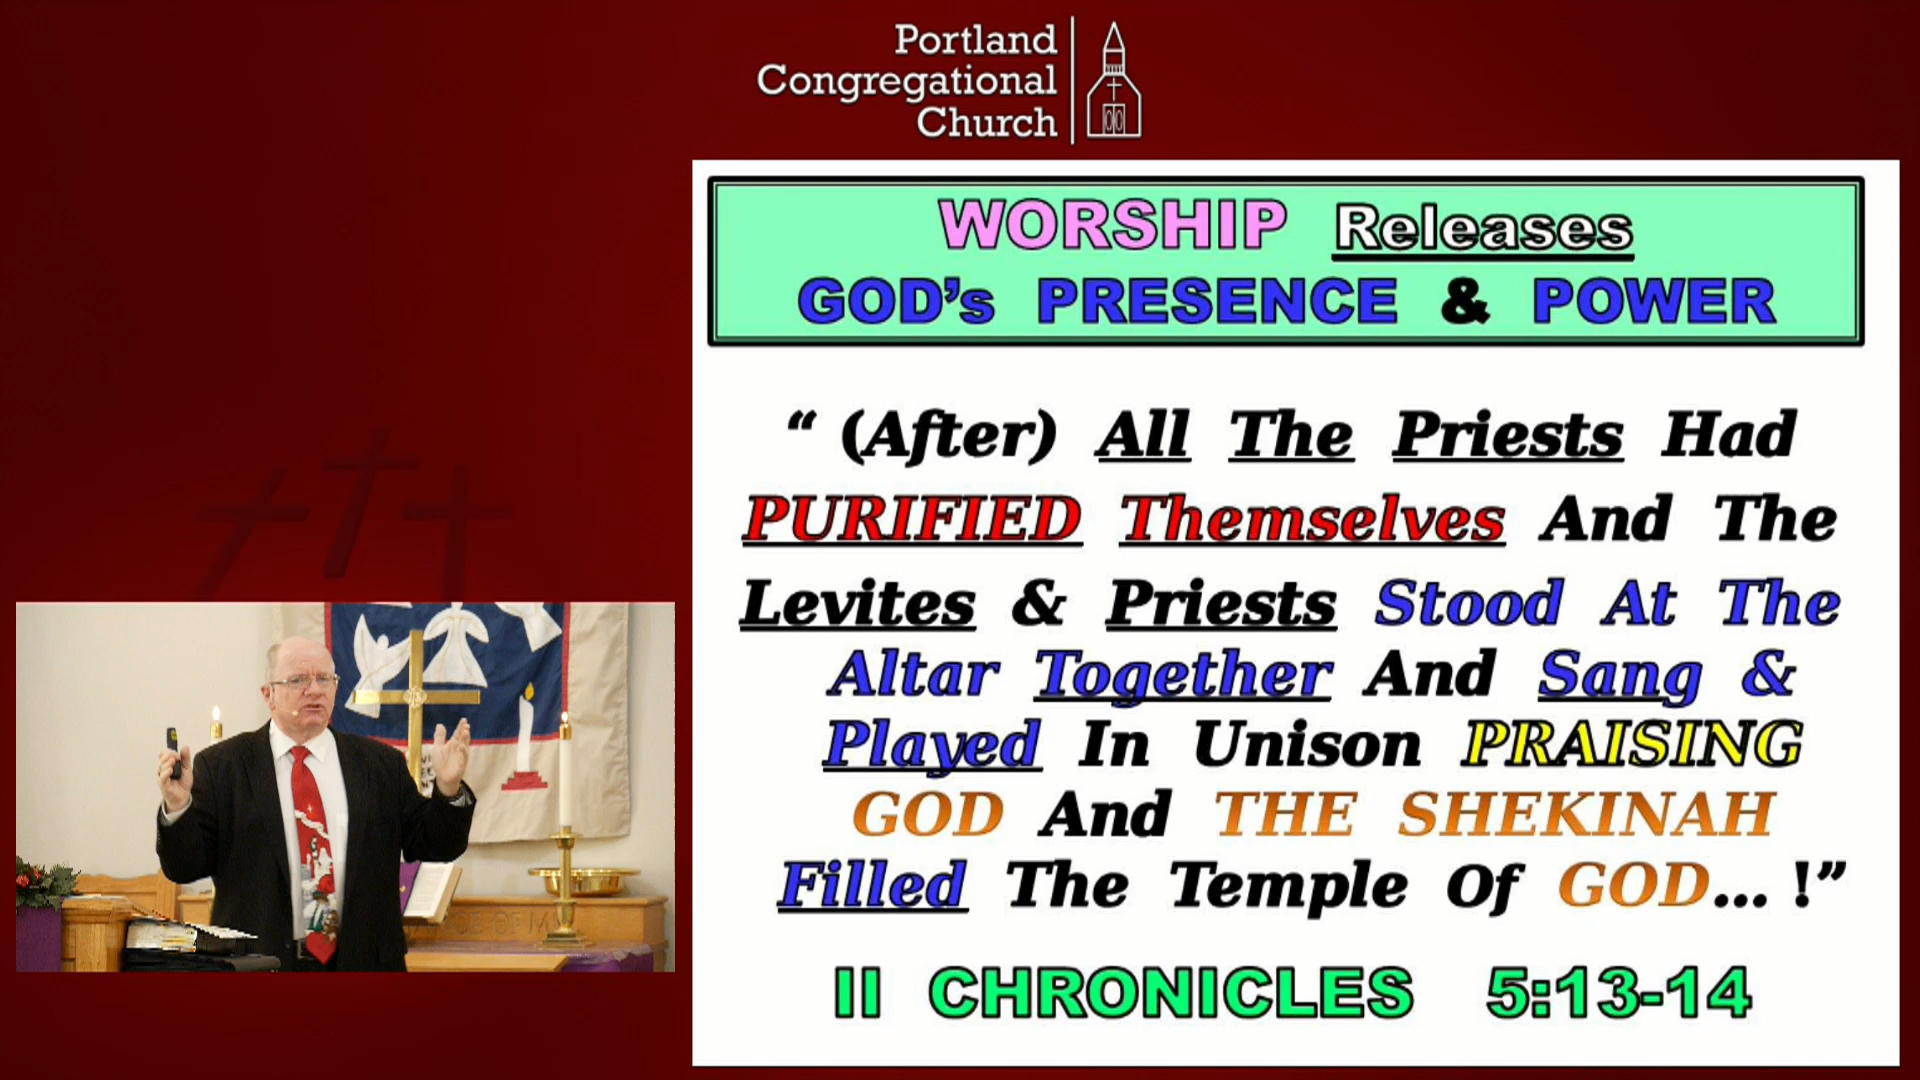 Portland
Congregational
Church
WORSHIP Releases
GOD’s PRESENCE & POWER
“ (After) All The Priests Had
PURIFIED Themselves And The
Levites & Priests Stood At The
Altar Together And Sang &
Played In Unison PRAISING
GOD And THE SHEKINAH
Filled The Temple Of GOD... !”
II CHRONICLES 5:13-14